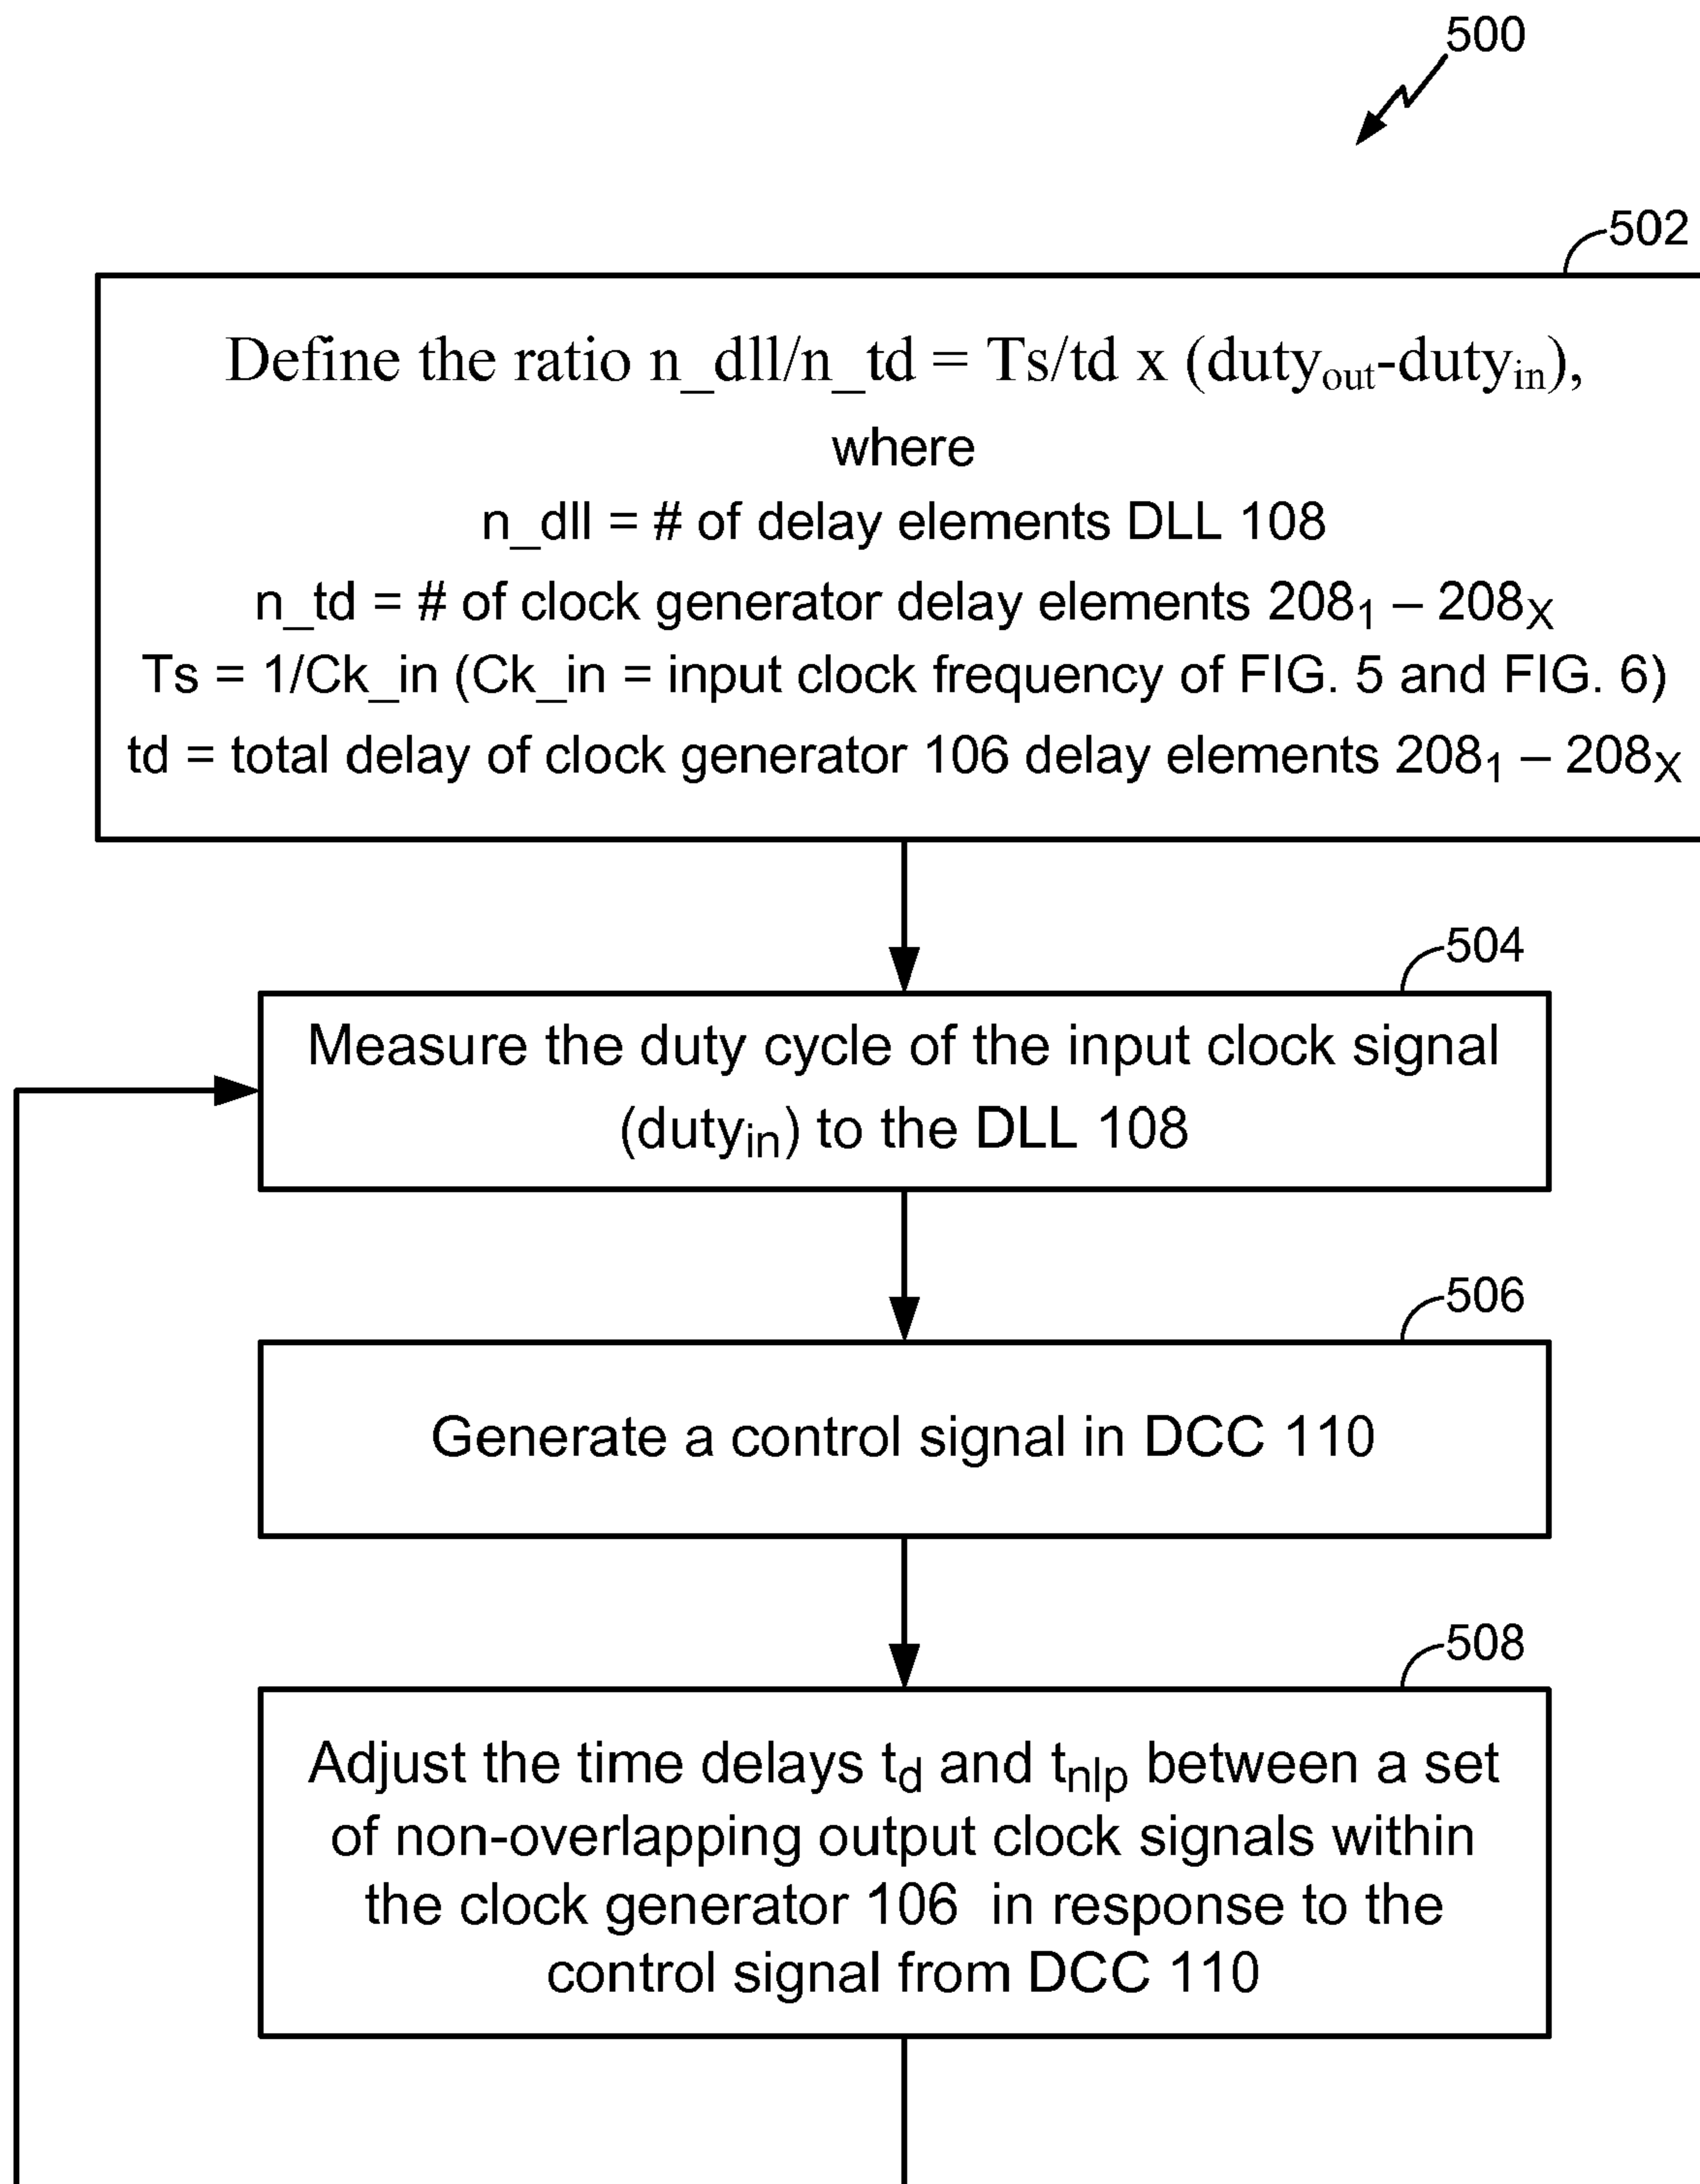 500
502
Define the ratio n_dll/n_td = Ts/td x (dutyout-dutyin),
where
n_dll = # of delay elements DLL 108
n_td = # of clock generator delay elements 2081 – 208X
Ts = 1/Ck_in (Ck_in = input clock frequency of FIG. 5 and FIG. 6)
td = total delay of clock generator 106 delay elements 2081 – 208X
504
Measure the duty cycle of the input clock signal
(dutyin) to the DLL 108
506
Generate a control signal in DCC 110
508
Adjust the time delays td and tnlp between a set
of non-overlapping output clock signals within
the clock generator 106 in response to the
control signal from DCC 110